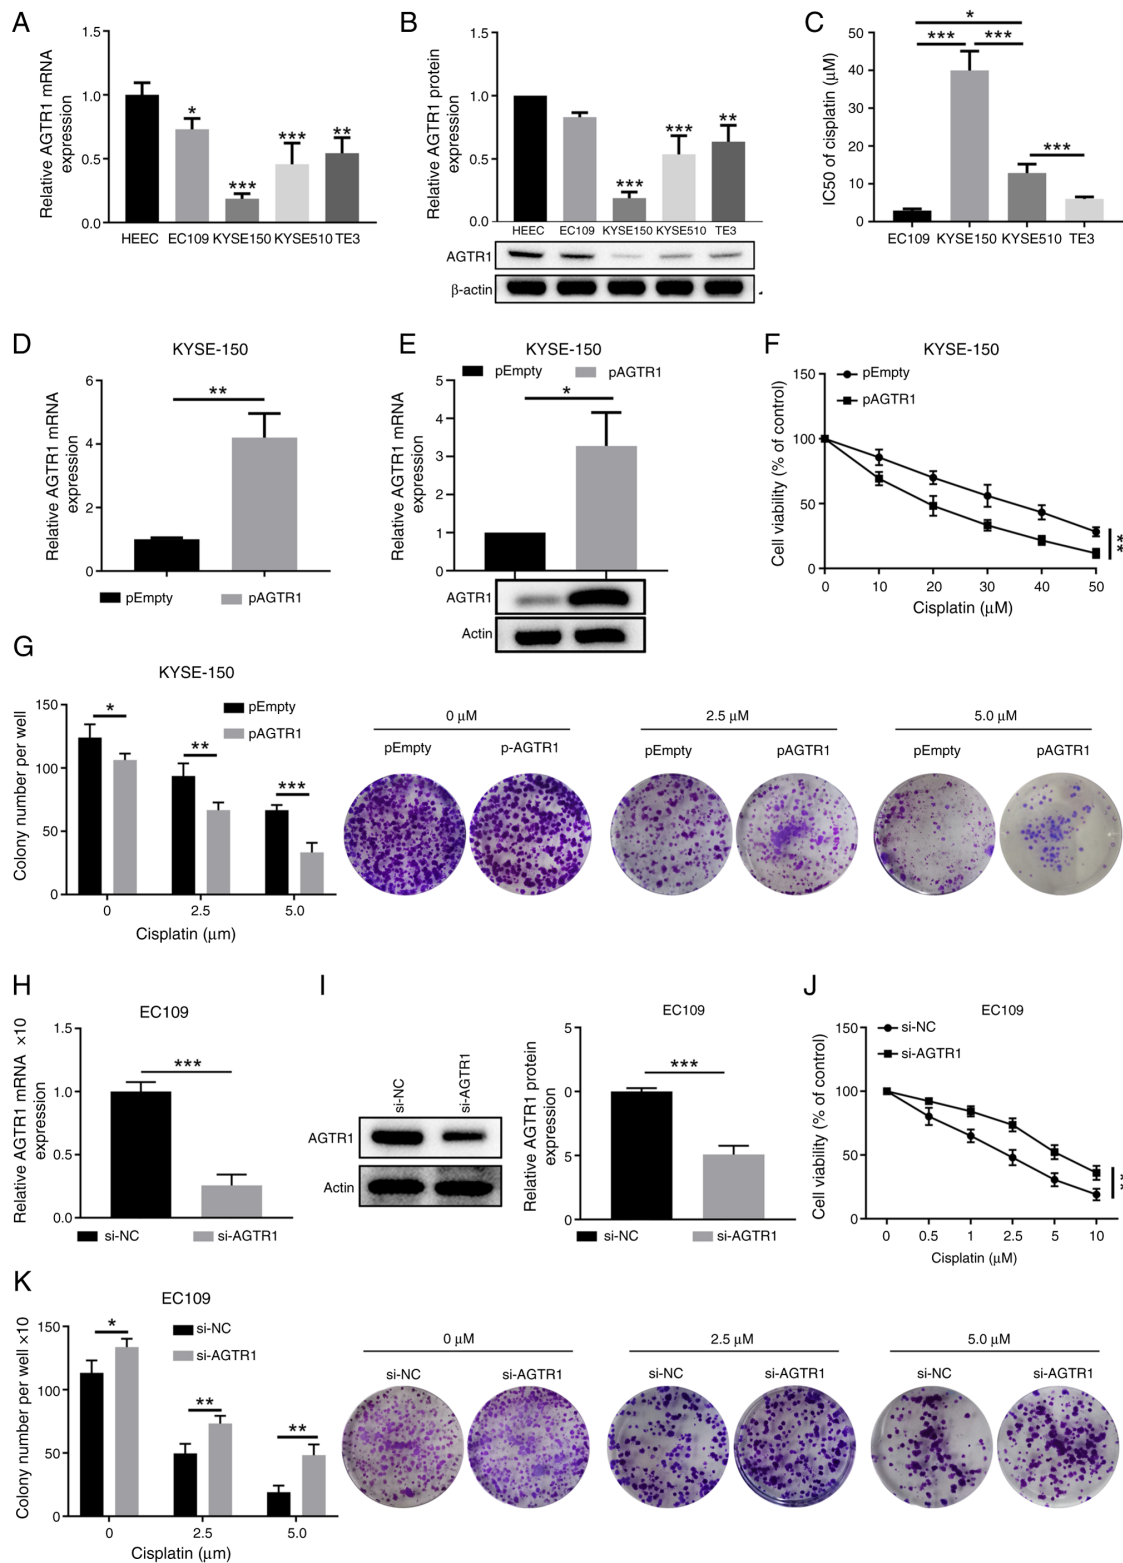 A
Relative AGTR1 mRNA
expression
1.5
1.0
0.5
0.0
*
***
***
**
HEEC EC109 KYSE150 KYSE510 TE3
B
Relative AGTR1 protein
expression
1.5
1.0
0.5
0.0
***
***
**
HEEC EC109 KYSE150 KYSE510 TE3
AGTR1
β-actin
C
IC50 of cisplatin (μM)
50
40
30
20
10
0
*
*** ***
***
EC109 KYSE150 KYSE510 TE3
D
KYSE-150
Relative AGTR1 mRNA
expression
6
4
2
0
**
pEmpty pAGTR1
E
KYSE-150
pEmpty pAGTR1
Relative AGTR1 mRNA
expression
5
4
3
2
1
0
*
AGTR1
Actin
F
KYSE-150
pEmpty
pAGTR1
Cell viability (% of control)
150
100
50
0
**
0 10 20 30 40 50
Cisplatin (μM)
G
KYSE-150
pEmpty
pAGTR1
Colony number per well
150
100
50
0
*
**
***
0 2.5 5.0
Cisplatin (μm)
0 μM 2.5 μM 5.0 μM
pEmpty p-AGTR1 pEmpty pAGTR1 pEmpty pAGTR1
H
EC109
Relative AGTR1 mRNA ×10
expression
1.5
1.0
0.5
0.0
***
si-NC si-AGTR1
I
si-NC
si-AGTR1
AGTR1
Actin
EC109
Relative AGTR1 protein
expression
5
0
5
0
***
si-NC si-AGTR1
J
EC109
si-NC
si-AGTR1
Cell viability (% of control)
150
100
50
0
0 0.5 1 2.5 5 10
Cisplatin (μM)
K
EC109
si-NC
si-AGTR1
Colony number per well ×10
150
100
50
0
*
**
**
0 2.5 5.0
Cisplatin (μm)
0 μM 2.5 μM 5.0 μM
si-NC si-AGTR1 si-NC si-AGTR1 si-NC si-AGTR1